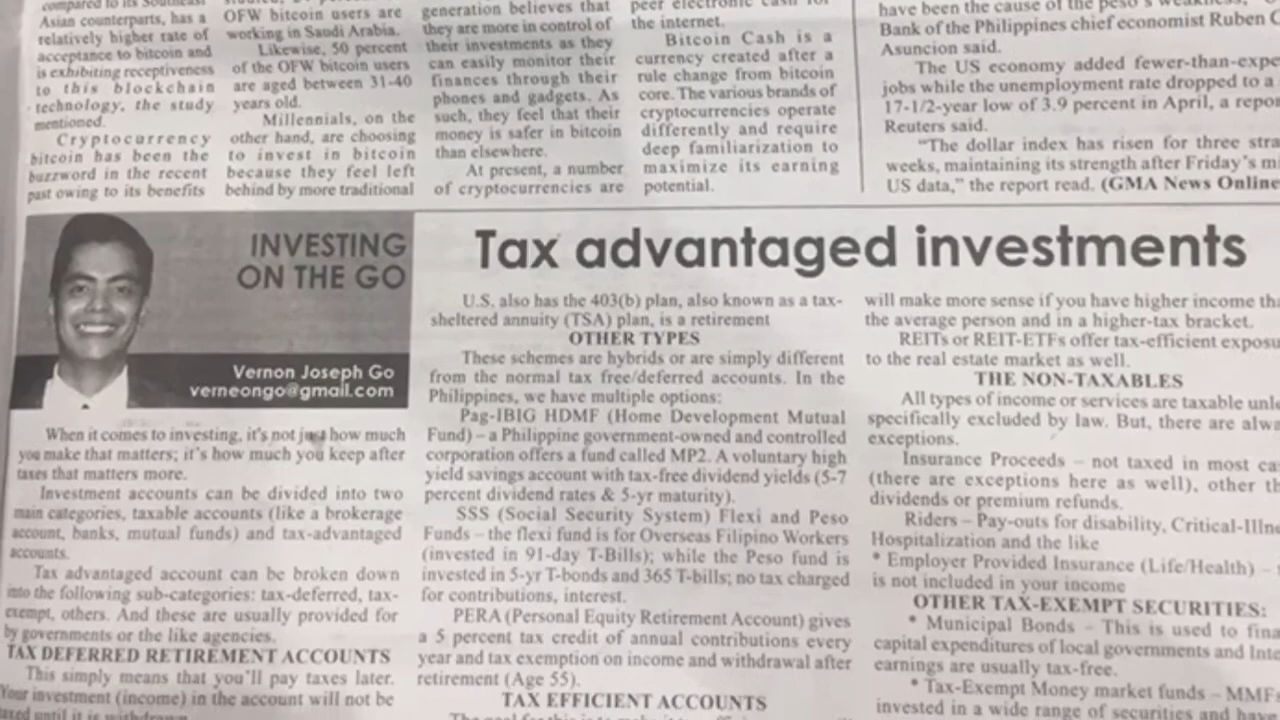 compared to its Southeast
Asian counterparts, has a
relatively higher rate of
acceptance to bitcoin and
is exhibiting receptiveness
to this blockchain
technology, the study
mentioned.
Cryptocurrency
bitcoin has been the
buzzword in the recent
past owing to its benefits
OFW bitcoin users are
working in Saudi Arabia.
Likewise, 50 percent
of the OFW bitcoin users
are aged between 31-40
years old.
Millennials, on the
other hand, are choosing
to invest in bitcoin
because they feel left
behind by more traditional
generation believes that
they are more in control of
their investments as they
can easily monitor their
finances through their
phones and gadgets. As
such, they feel that their
money is safer in bitcoin
than elsewhere.
At present, a number
of cryptocurrencies are
peer electronic cash for
the internet.
Bitcoin Cash is a
currency created after a
rule change from bitcoin
core. The various brands of
cryptocurrencies operate
differently and require
deep familiarization to
maximize its earning
potential.
have been the cause of the peso's weakness,
Bank of the Philippines chief economist Ruben
Asuncion said.
The US economy added fewer-than-expe
jobs while the unemployment rate dropped to a
17-1/2-year low of 3.9 percent in April, a repor
Reuters said.
"The dollar index has risen for three stra
weeks, maintaining its strength after Friday's m
US data," the report read. (GMA News Online
INVESTING
ON THE GO
Vernon Joseph Go
verneongo@gmail.com
Tax advantaged investments
When it comes to investing, it's not just how much
you make that matters; it's how much you keep after
taxes that matters more.
Investment accounts can be divided into two
main categories, taxable accounts (like a brokerage
account, banks, mutual funds) and tax-advantaged
accounts.
Tax advantaged account can be broken down
into the following sub-categories: tax-deferred, tax-
exempt, others. And these are usually provided for
by governments or the like agencies.
TAX DEFERRED RETIREMENT ACCOUNTS
This simply means that you'll pay taxes later.
Your investment (income) in the account will not be
taxed until it is withdrawn
U.S. also has the 403(b) plan, also known as a tax-
sheltered annuity (TSA) plan, is a retirement
OTHER TYPES
These schemes are hybrids or are simply different
from the normal tax free/deferred accounts. In the
Philippines, we have multiple options:
Pag-IBIG HDMF (Home Development Mutual
Fund) – a Philippine government-owned and controlled
corporation offers a fund called MP2. A voluntary high
yield savings account with tax-free dividend yields (5-7
percent dividend rates & 5-yr maturity).
SSS (Social Security System) Flexi and Peso
Funds – the flexi fund is for Overseas Filipino Workers
(invested in 91-day T-Bills); while the Peso fund is
invested in 5-yr T-bonds and 365 T-bills; no tax charged
for contributions, interest.
PERA (Personal Equity Retirement Account) gives
a 5 percent tax credit of annual contributions every
year and tax exemption on income and withdrawal after
retirement (Age 55).
TAX EFFICIENT ACCOUNTS
will make more sense if you have higher income tha
the average person and in a higher-tax bracket.
REITs or REIT-ETFs offer tax-efficient exposu
to the real estate market as well.
THE NON-TAXABLES
All types of income or services are taxable unle
specifically excluded by law. But, there are alwa
exceptions.
Insurance Proceeds – not taxed in most ca
(there are exceptions here as well), other th
dividends or premium refunds.
Riders – Pay-outs for disability, Critical-Illne
Hospitalization and the like
* Employer Provided Insurance (Life/Health) –
is not included in your income
OTHER TAX-EXEMPT SECURITIES:
* Municipal Bonds – This is used to fina
capital expenditures of local governments and Inte
earnings are usually tax-free.
* Tax-Exempt Money market funds – MMFs
invested in a wide range of securities and have